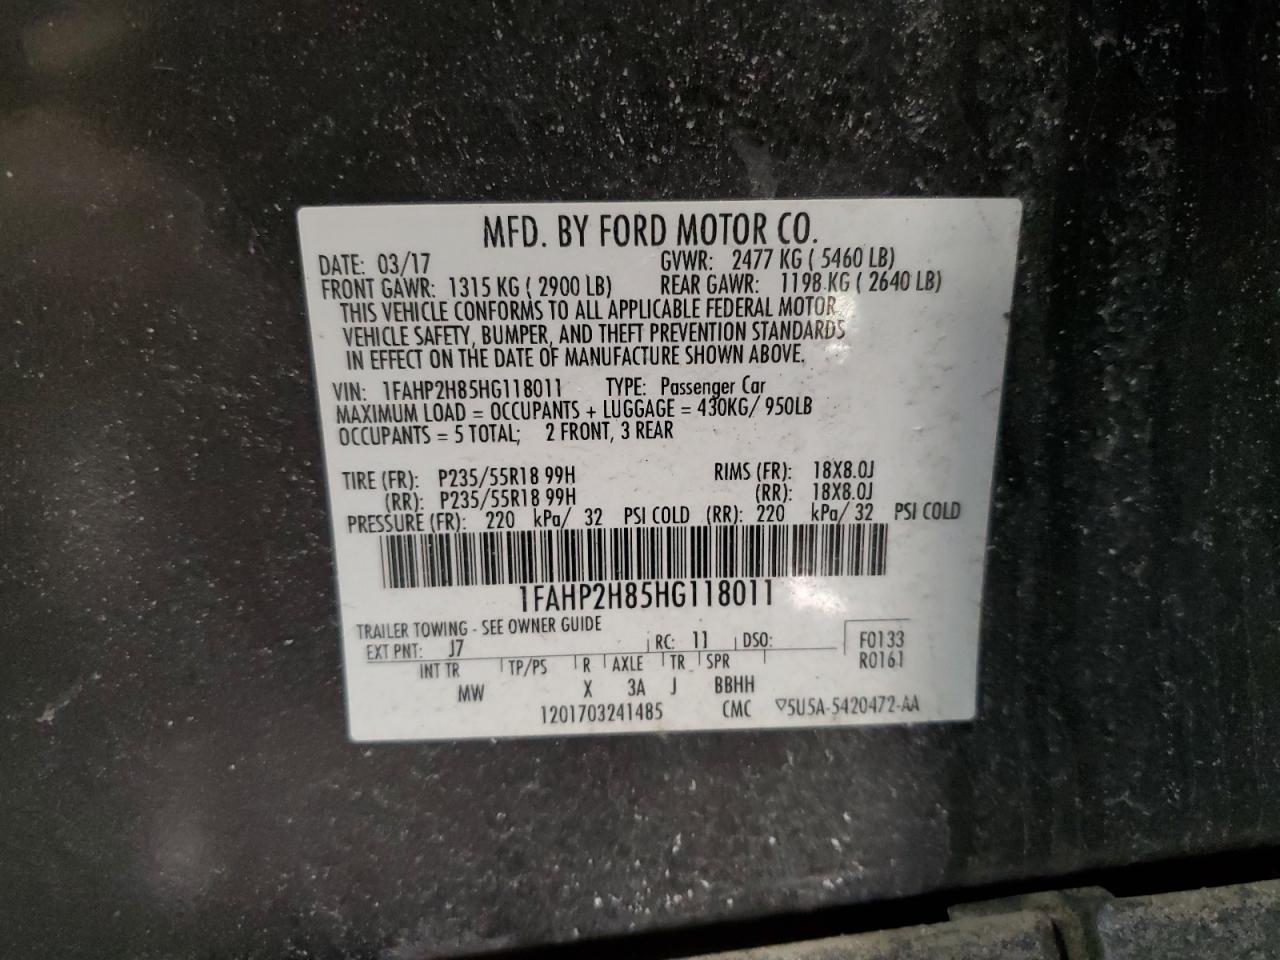 MFD. BY FORD MOTOR CO.
DATE: 03/17 GVWR: 2477 KG ( 5460 LB)
FRONT GAWR: 1315 KG ( 2900 LB) REAR GAWR: 1198 KG ( 2640 LB)
THIS VEHICLE CONFORMS TO ALL APPLICABLE FEDERAL MOTOR
VEHICLE SAFETY, BUMPER, AND THEFT PREVENTION STANDARDS
IN EFFECT ON THE DATE OF MANUFACTURE SHOWN ABOVE.
VIN: 1FAHP2H85HG118011 TYPE: Passenger Car
MAXIMUM LOAD = OCCUPANTS + LUGGAGE = 430KG/ 950LB
OCCUPANTS = 5 TOTAL; 2 FRONT, 3 REAR
TIRE (FR): P235/55R18 99H RIMS (FR): 18X8.0J
(RR): P235/55R18 99H (RR): 18X8.0J
PRESSURE (FR): 220 kPa/ 32 PSI COLD (RR): 220 kPa/ 32 PSI COLD
1FAHP2H85HG118011
TRAILER TOWING - SEE OWNER GUIDE
EXT PNT: J7 RC: 11 DSO: F0133
INT TR TP/PS R AXLE TR SPR R0161
MW X 3A J BBHH
1201703241485 CMC ▽5U5A-5420472-AA